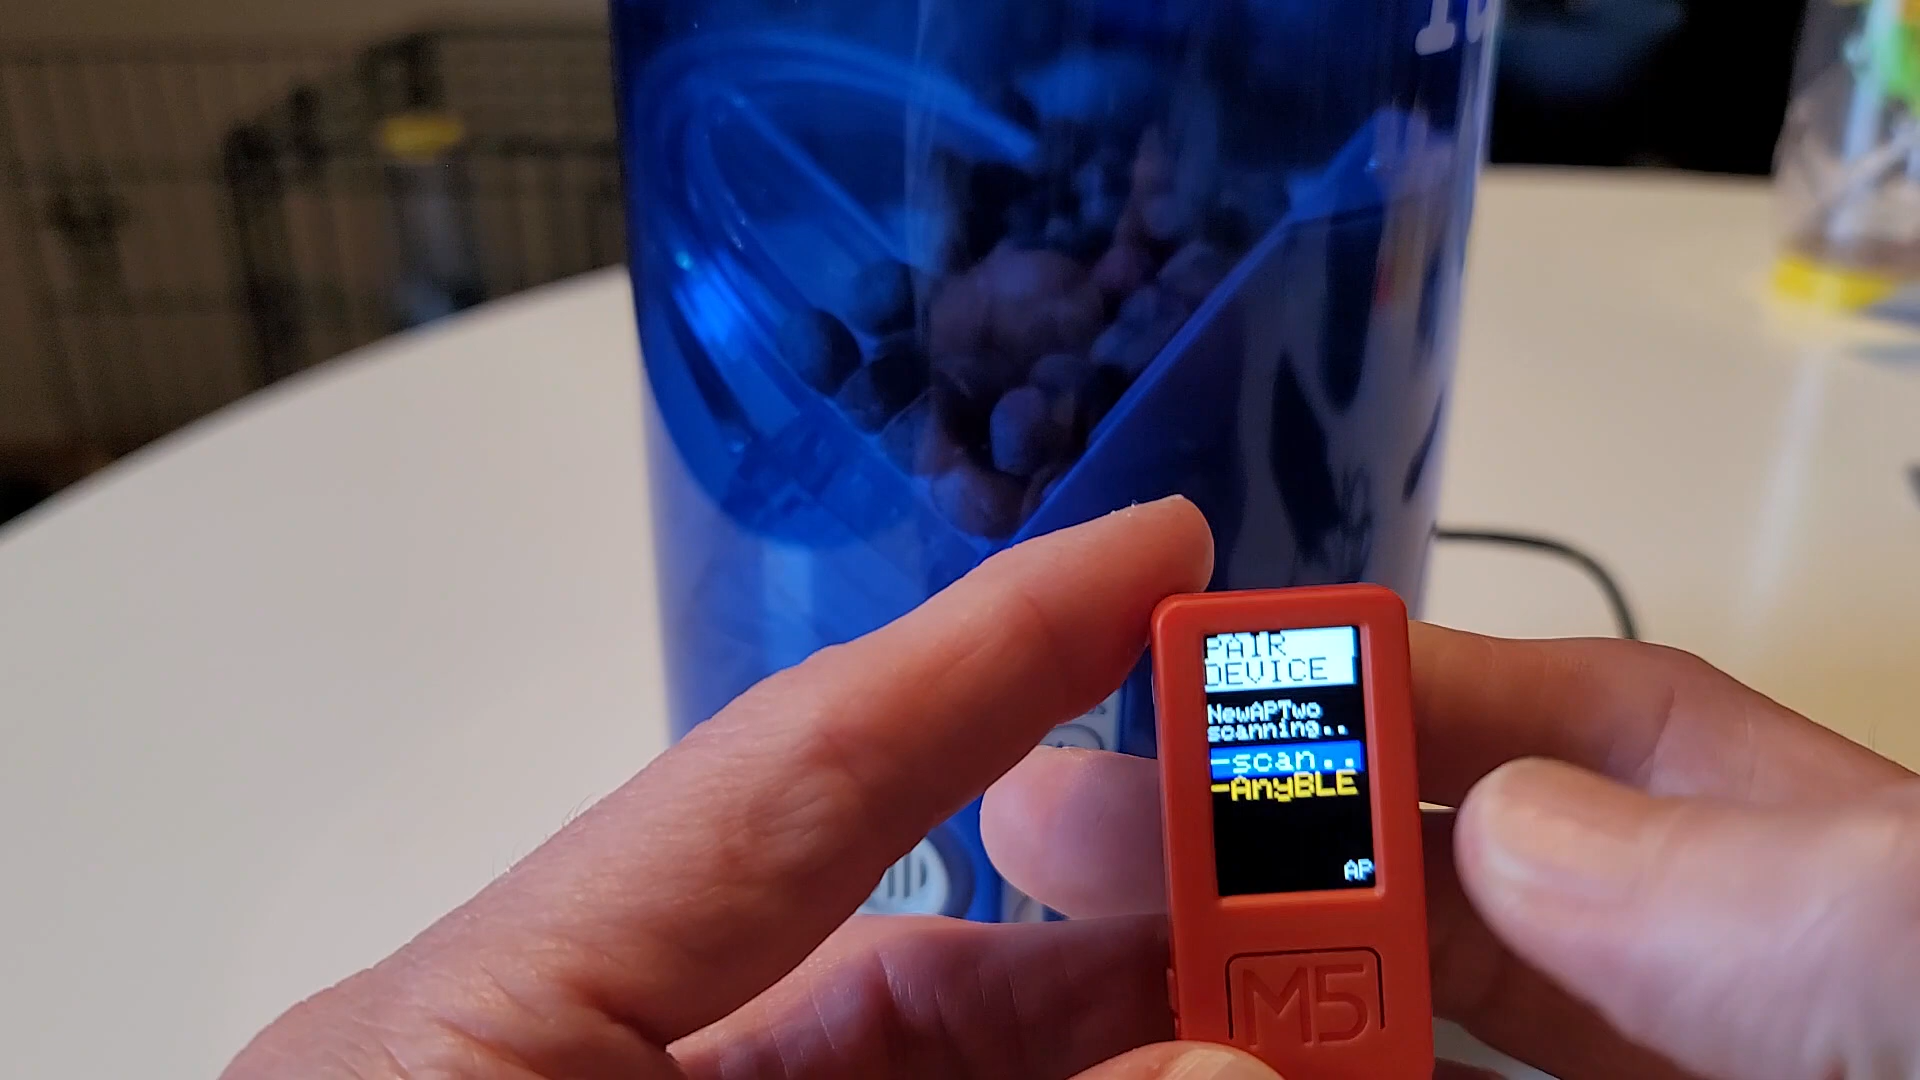 PAIR
DEVICE
NewAPTwo
scanning..
-scan..
-AnyBLE
AP
M5